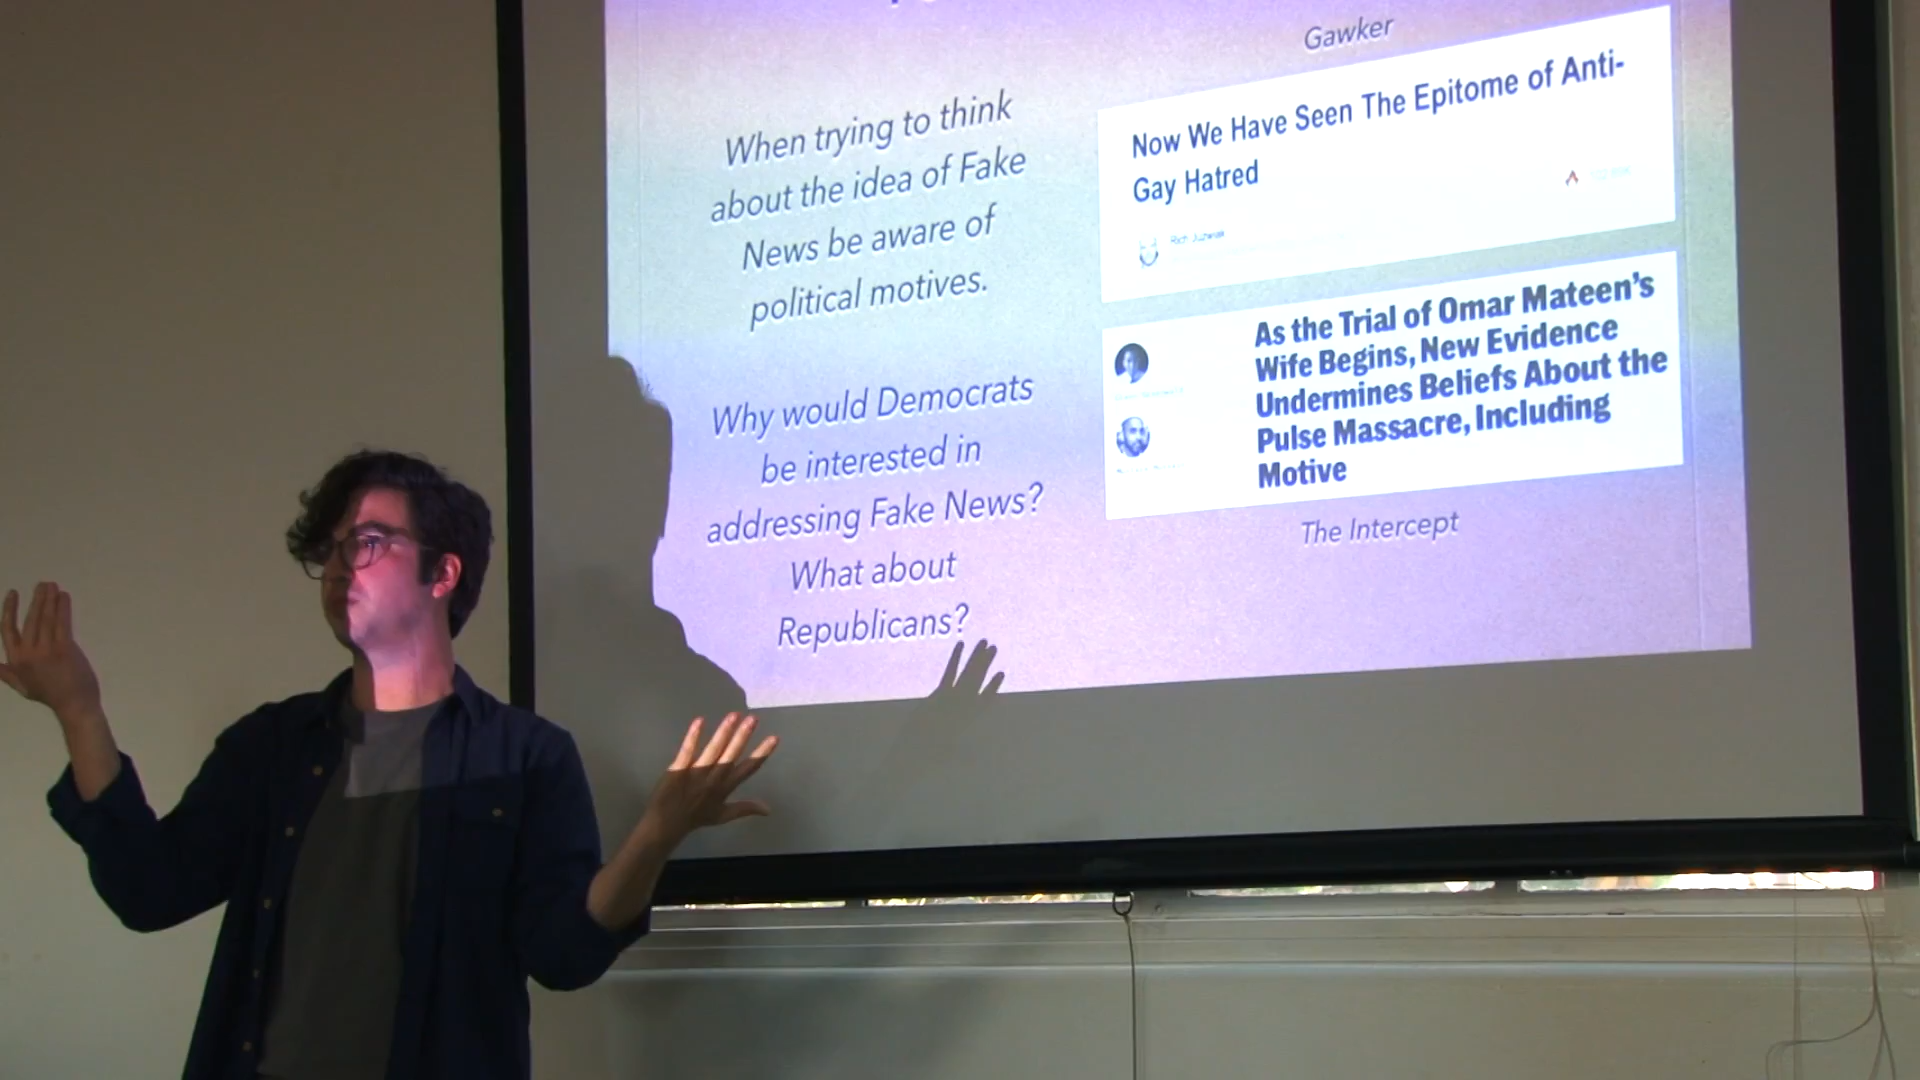 When trying to think
about the idea of Fake
News be aware of
political motives.
Why would Democrats
be interested in
addressing Fake News?
What about
Republicans?
Gawker
Now We Have Seen The Epitome of Anti-
Gay Hatred
As the Trial of Omar Mateen's
Wife Begins, New Evidence
Undermines Beliefs About the
Pulse Massacre, Including
Motive
The Intercept